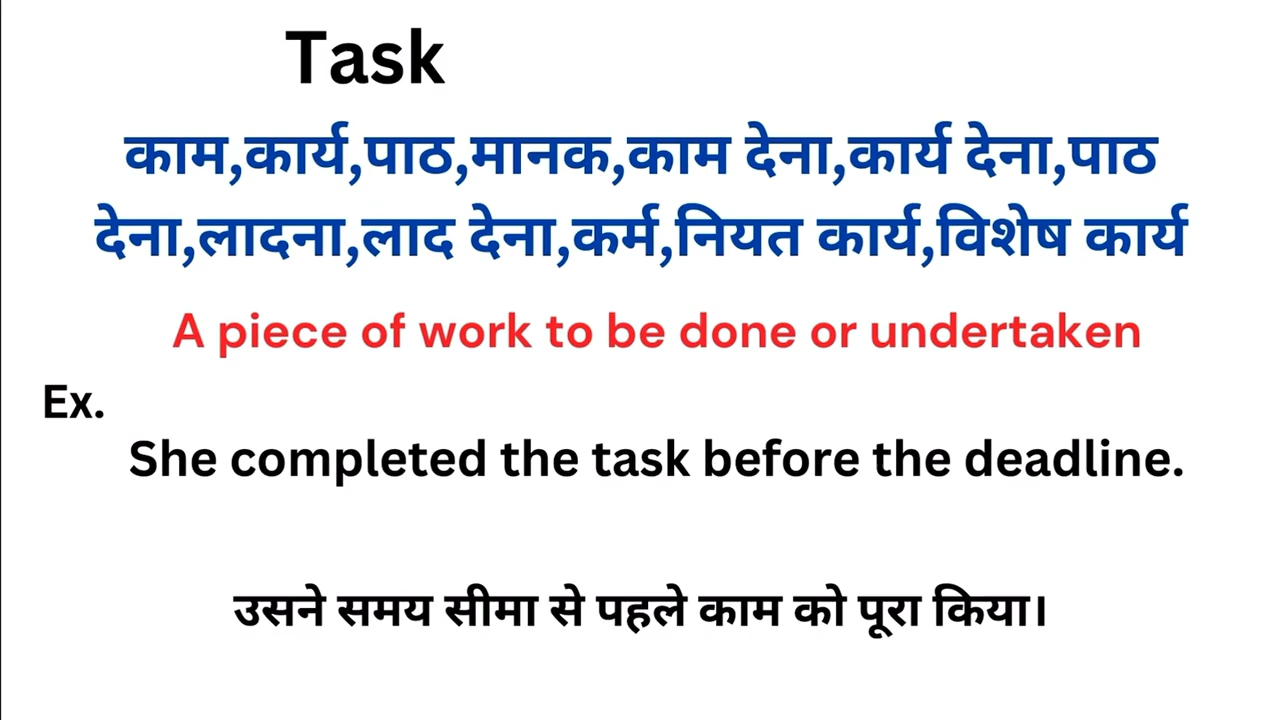 Task
काम,कार्य,पाठ,मानक,काम देना,कार्य देना,पाठ
देना,लादना,लाद देना,कर्म,नियत कार्य,विशेष कार्य
A piece of work to be done or undertaken
Ex.
She completed the task before the deadline.
उसने समय सीमा से पहले काम को पूरा किया।